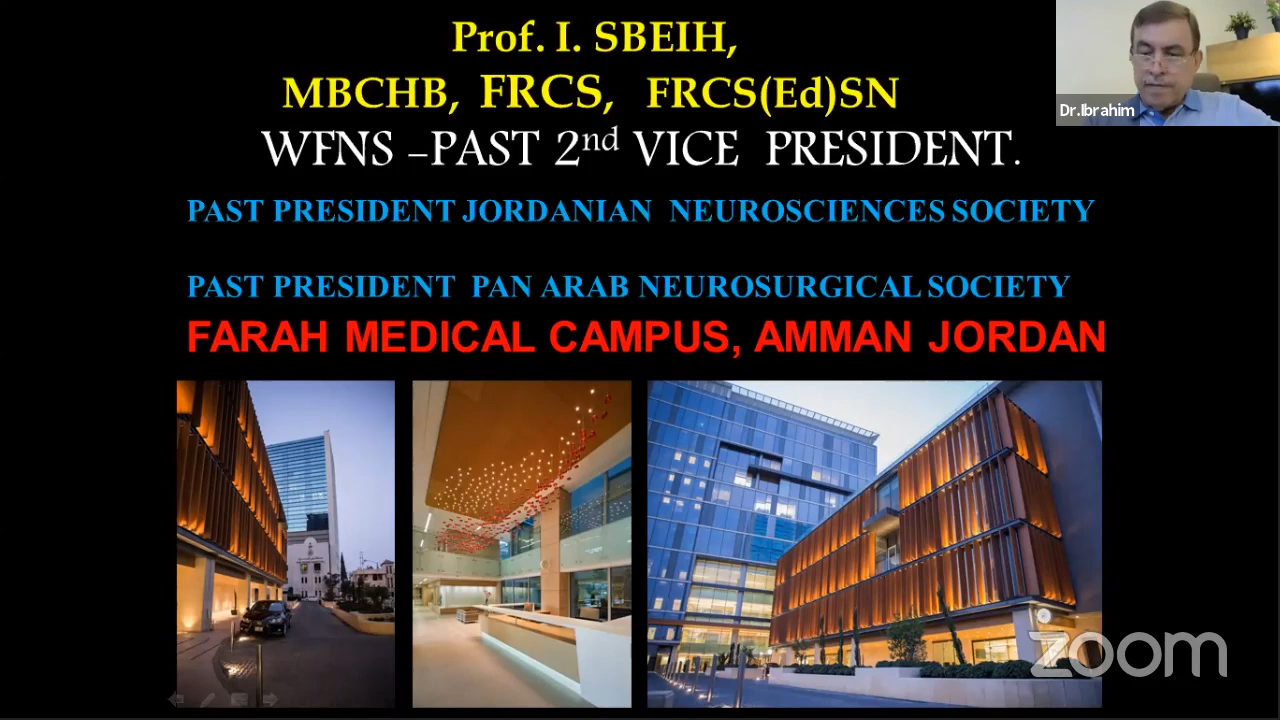 Prof. I. SBEIH,
MBCHB, FRCS, FRCS(Ed)SN
WFNS –PAST 2nd VICE PRESIDENT.
PAST PRESIDENT JORDANIAN NEUROSCIENCES SOCIETY
PAST PRESIDENT PAN ARAB NEUROSURGICAL SOCIETY
FARAH MEDICAL CAMPUS, AMMAN JORDAN
Dr.Ibrahim
zoom